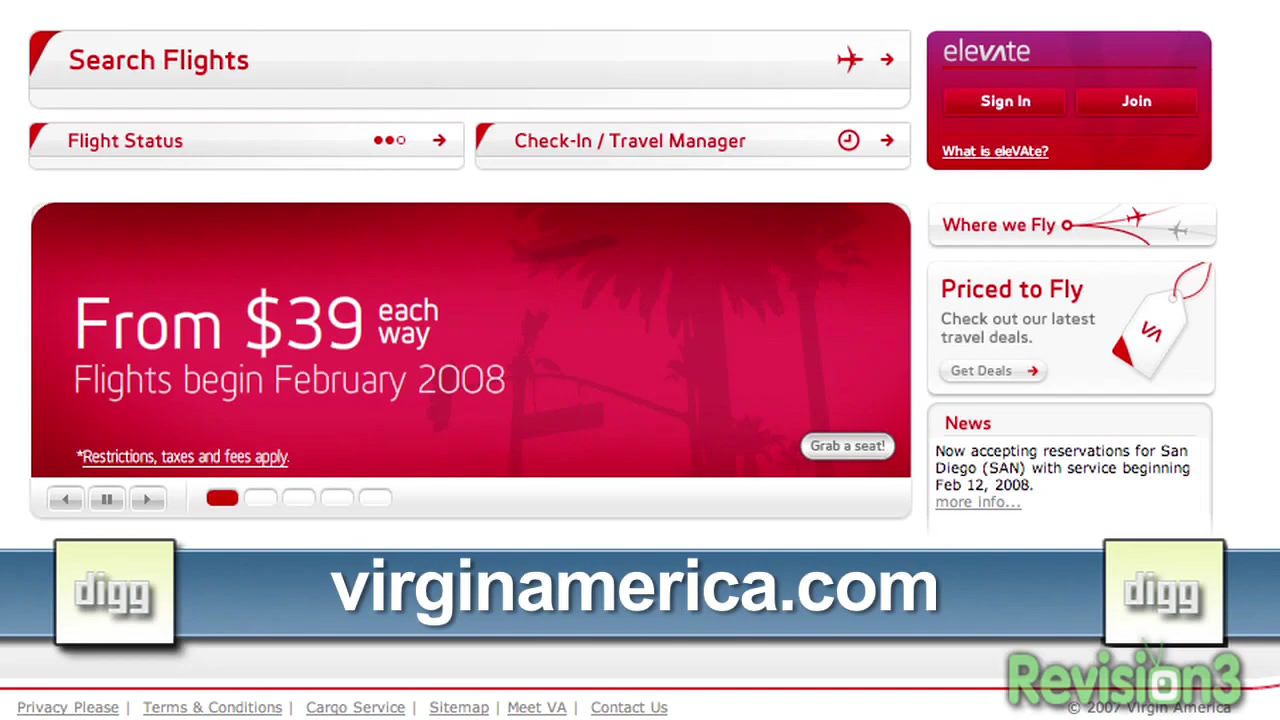 Search Flights
eleVAte
Sign In
Join
What is eleVAte?
Flight Status
Check-In / Travel Manager
Where we Fly
From $39 each way
Flights begin February 2008
*Restrictions, taxes and fees apply.
Grab a seat!
Priced to Fly
Check out our latest
travel deals.
Get Deals
VA
News
Now accepting reservations for San
Diego (SAN) with service beginning
Feb 12, 2008.
more info...
digg
virginamerica.com
digg
Revision3
Privacy Please | Terms & Conditions | Cargo Service | Sitemap | Meet VA | Contact Us
© 2007 Virgin America